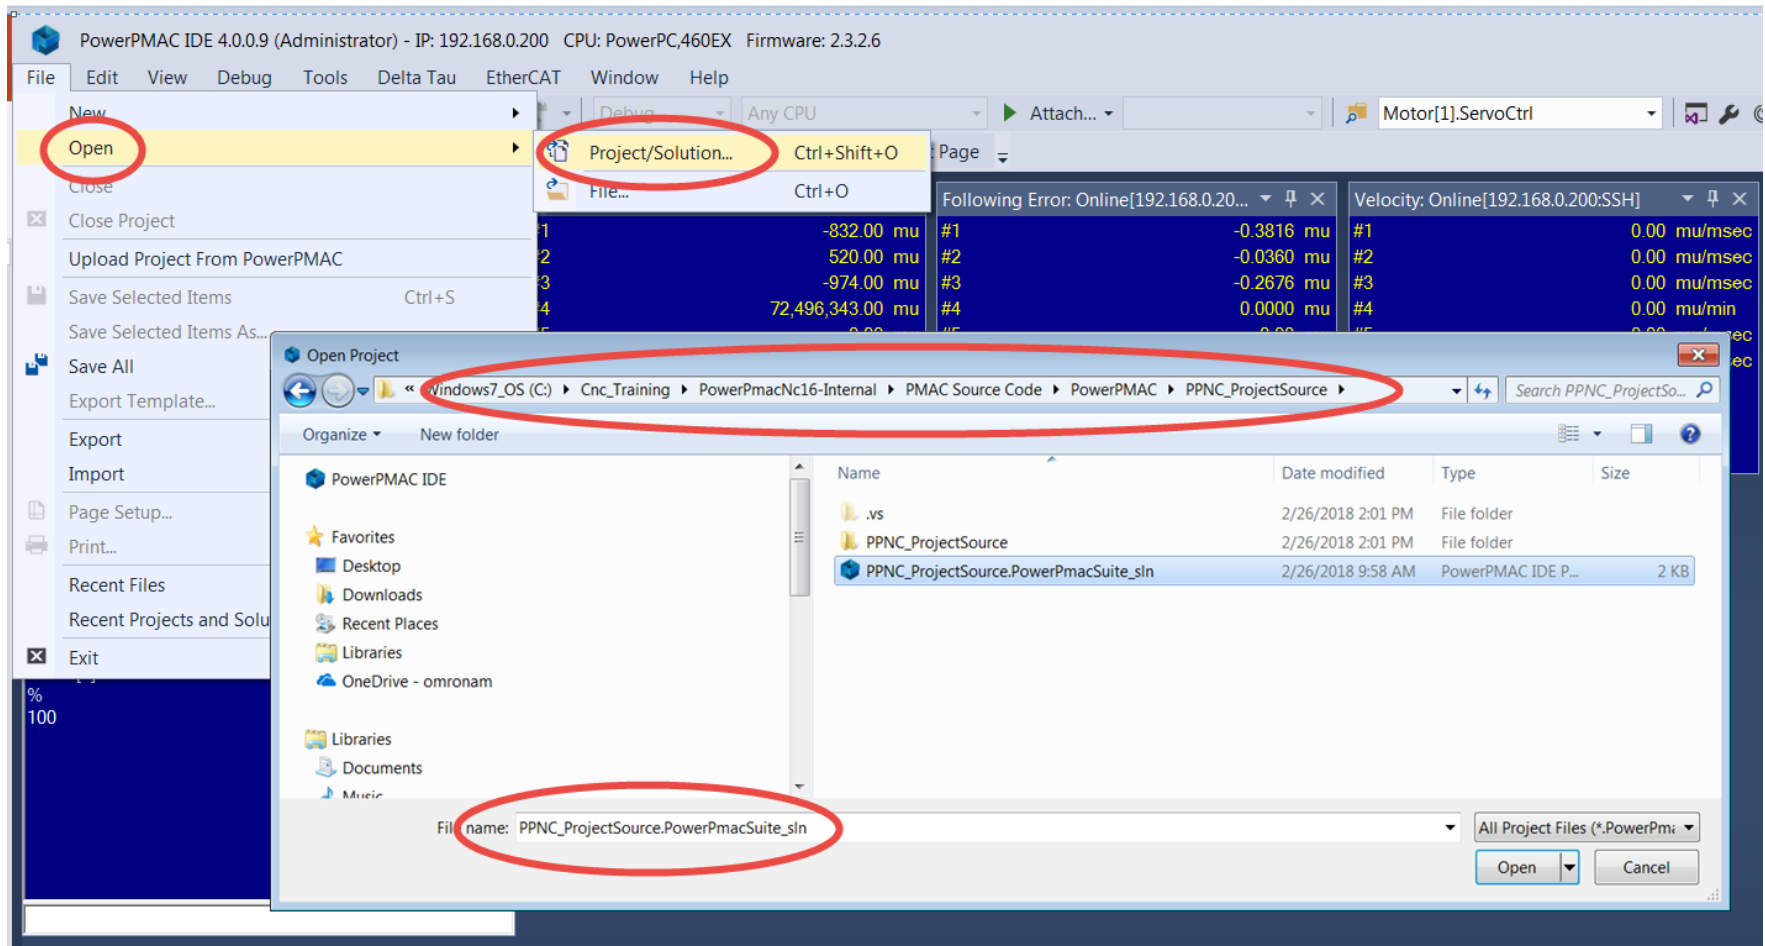 PowerPMAC IDE 4.0.0.9 (Administrator) - IP: 192.168.0.200 CPU: PowerPC,460EX Firmware: 2.3.2.6
File Edit View Debug Tools Delta Tau EtherCAT Window Help
New
Debug Any CPU Attach... Motor[1].ServoCtrl
Open
Project/Solution... Ctrl+Shift+O
Page
Close
File... Ctrl+O
Close Project
Upload Project From PowerPMAC
Save Selected Items Ctrl+S
Save Selected Items As...
Save All
Export Template...
Export
Import
Page Setup...
Print...
Recent Files
Recent Projects and Solu
Exit
%
100
#1 -832.00 mu
#2 520.00 mu
#3 -974.00 mu
#4 72,496,343.00 mu
Following Error: Online[192.168.0.20...
#1 -0.3816 mu
#2 -0.0360 mu
#3 -0.2676 mu
#4 0.0000 mu
Velocity: Online[192.168.0.200:SSH]
#1 0.00 mu/msec
#2 0.00 mu/msec
#3 0.00 mu/msec
#4 0.00 mu/min
Open Project
« Windows7_OS (C:) Cnc_Training PowerPmacNc16-Internal PMAC Source Code PowerPMAC PPNC_ProjectSource
Search PPNC_ProjectSo...
Organize New folder
PowerPMAC IDE
Favorites
Desktop
Downloads
Recent Places
Libraries
OneDrive - omronam
Libraries
Documents
Music
Name Date modified Type Size
.vs 2/26/2018 2:01 PM File folder
PPNC_ProjectSource 2/26/2018 2:01 PM File folder
PPNC_ProjectSource.PowerPmacSuite_sln 2/26/2018 9:58 AM PowerPMAC IDE P... 2 KB
File name: PPNC_ProjectSource.PowerPmacSuite_sln
All Project Files (*.PowerPma
Open Cancel